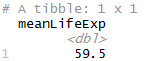 # A tibble: 1 x 1
meanLifeExp
<dbl>
1 59.5